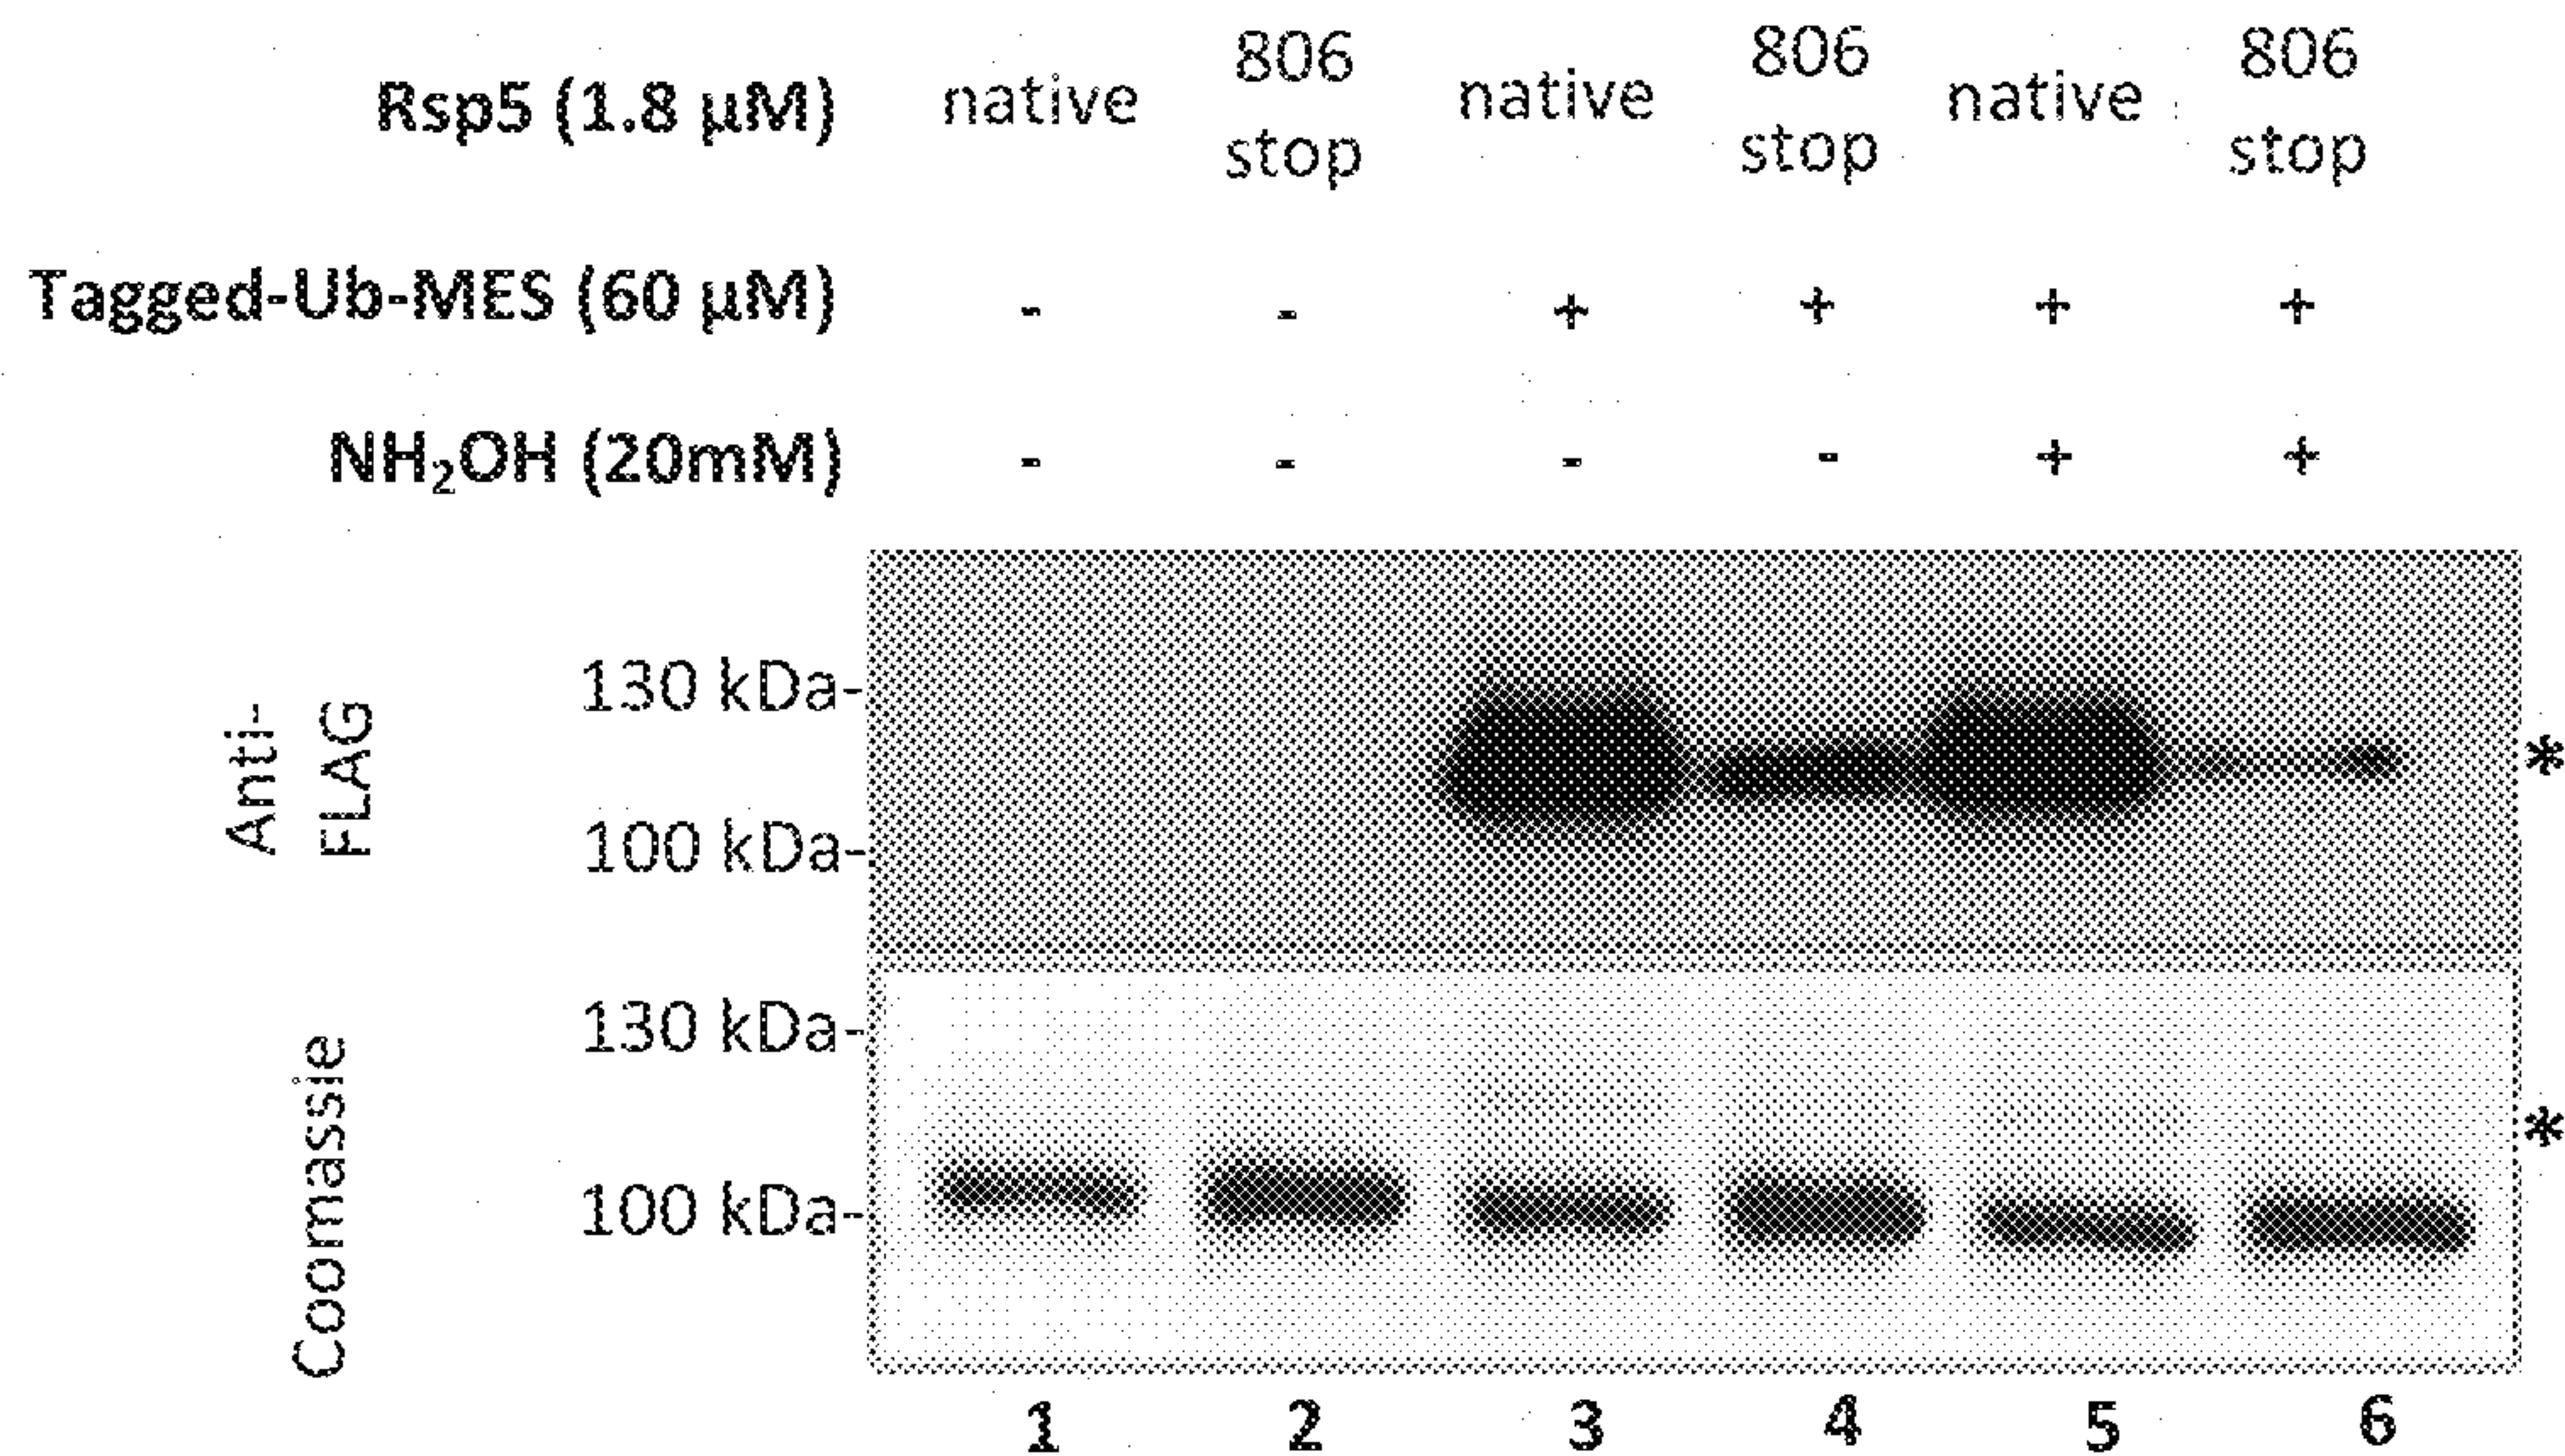 Rsp5 (1.8 µM) native 806 stop native 806 stop native 806 stop
Tagged-Ub-MES (60 µM) - - + + + +
NH₂OH (20mM) - - - - + +
Anti-
FLAG
130 kDa-
*
100 kDa-
Coomassie
130 kDa-
*
100 kDa-
1 2 3 4 5 6